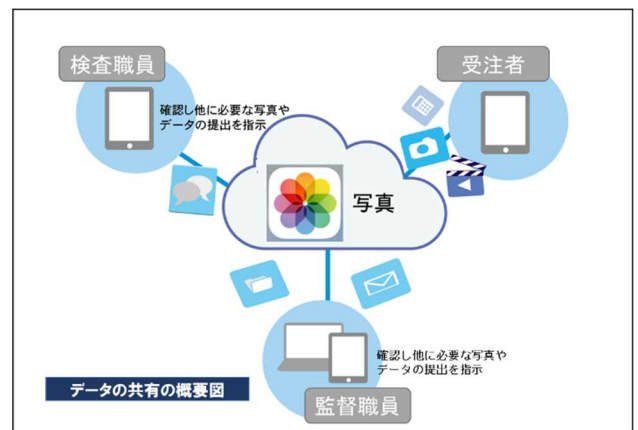 検査職員
受注者
確認し他に必要な写真や
データの提出を指示
写真
確認し他に必要な写真や
データの提出を指示
データの共有の概要図
監督職員